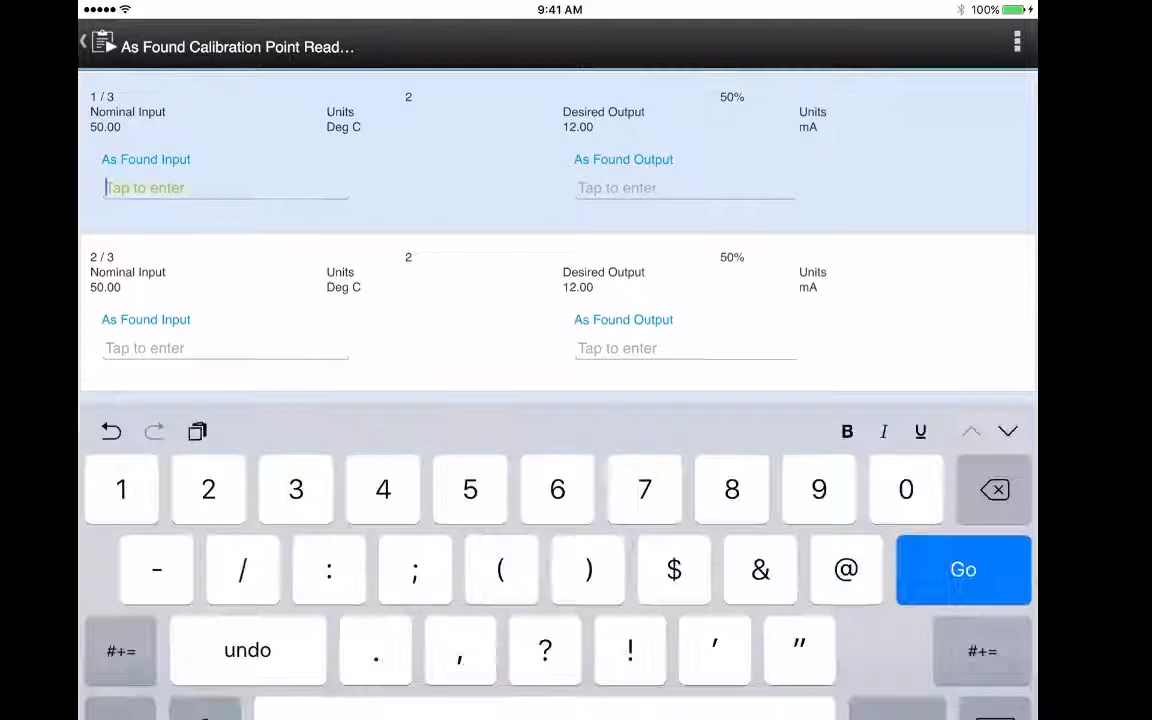 9:41 AM
100%
As Found Calibration Point Read...
1 / 3 2 50%
Nominal Input Units Desired Output Units
50.00 Deg C 12.00 mA
As Found Input As Found Output
Tap to enter Tap to enter
2 / 3 2 50%
Nominal Input Units Desired Output Units
50.00 Deg C 12.00 mA
As Found Input As Found Output
Tap to enter Tap to enter
B I U
1 2 3 4 5 6 7 8 9 0
- / : ; ( ) $ & @ Go
#+= undo . , ? ! ' " #+=